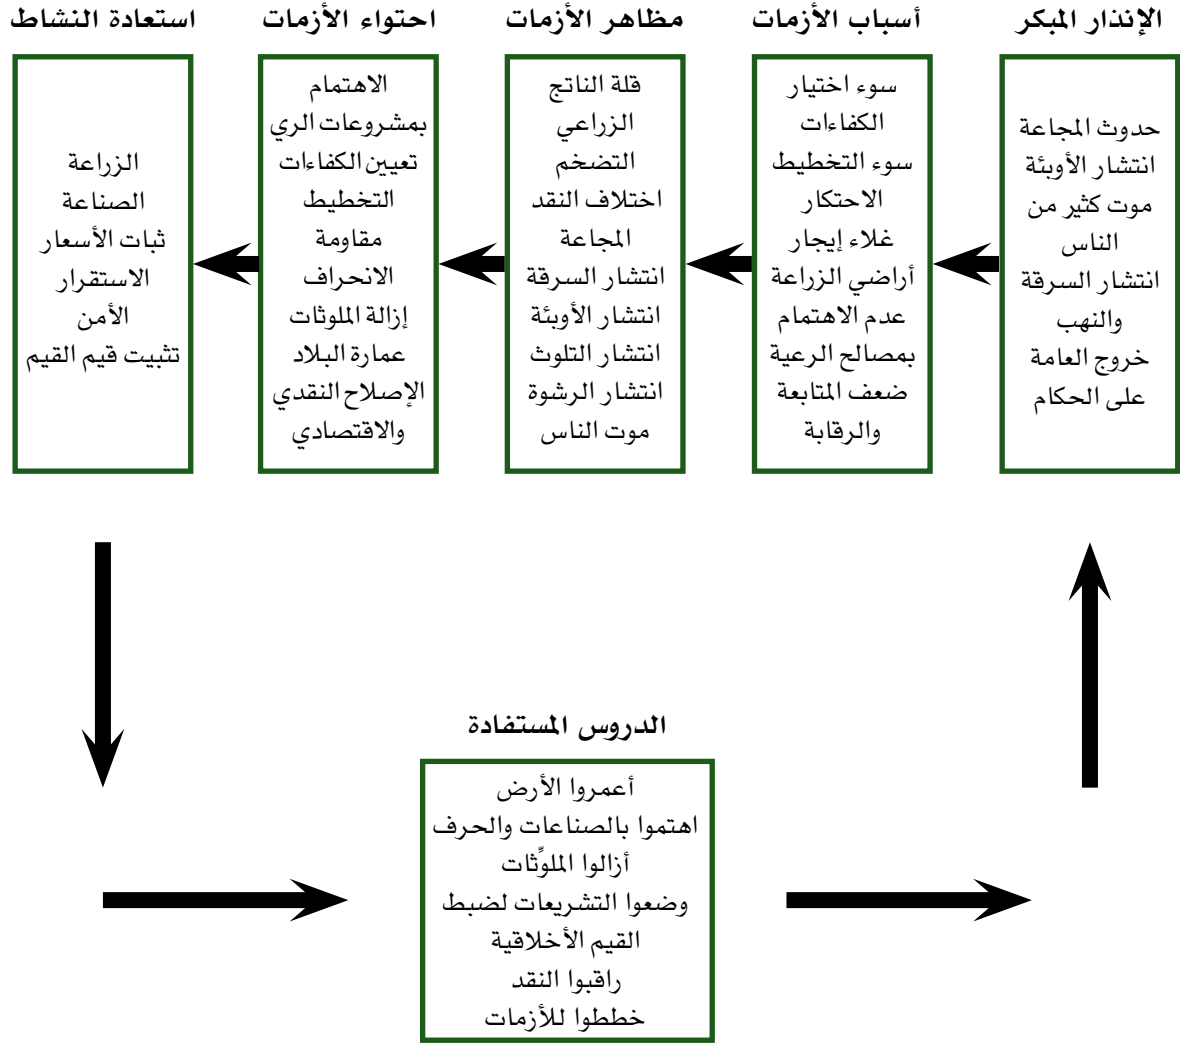 الإنذار المبكر
حدوث المجاعة
انتشار الأوبئة
موت كثير من
الناس
انتشار السرقة
والنهب
خروج العامة
على الحكام
أسباب الأزمات
سوء اختيار
الكفاءات
سوء التخطيط
الاحتكار
غلاء إيجار
أراضي الزراعة
عدم الاهتمام
بمصالح الرعية
ضعف المتابعة
والرقابة
مظاهر الأزمات
قلة الناتج
الزراعي
التضخم
اختلاف النقد
المجاعة
انتشار السرقة
انتشار الأوبئة
انتشار التلوث
انتشار الرشوة
موت الناس
احتواء الأزمات
الاهتمام
بمشروعات الري
تعيين الكفاءات
التخطيط
مقاومة
الانحراف
إزالة الملوثات
عمارة البلاد
الإصلاح النقدي
والاقتصادي
استعادة النشاط
الزراعة
الصناعة
ثبات الأسعار
الاستقرار
الأمن
تثبيت قيم القيم
الدروس المستفادة
أعمروا الأرض
اهتموا بالصناعات والحرف
أزالوا الملوِّثات
وضعوا التشريعات لضبط
القيم الأخلاقية
راقبوا النقد
خططوا للأزمات